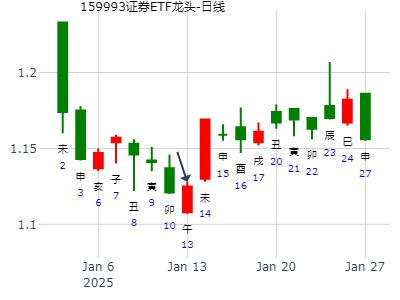 159993证券ETF龙头-日线
1.2
1.15
1.1
未
2
申
3
亥
6
子
7
丑
8
寅
9
卯
10
午
13
未
14
申
15
酉
16
戌
17
丑
20
寅
21
卯
22
辰
23
巳
24
申
27
Jan 6
2025
Jan 13
Jan 20
Jan 27